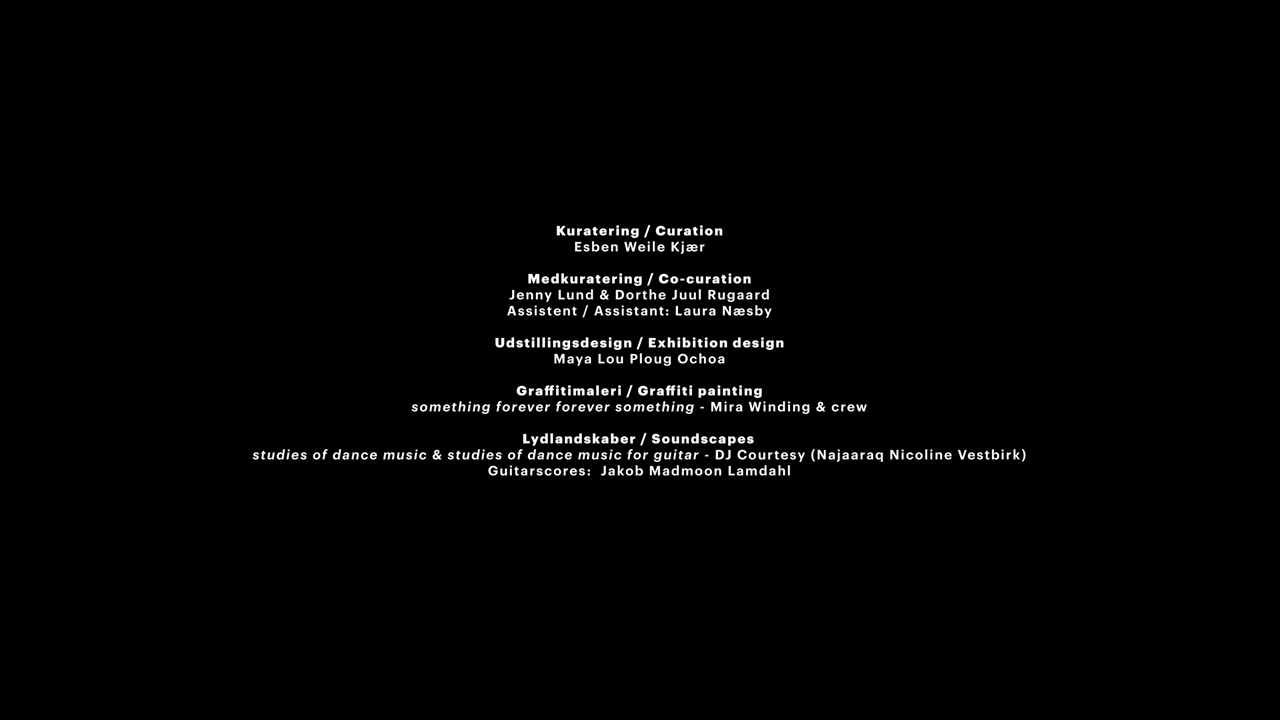 Kuratering / Curation
Esben Weile Kjær
Medkuratering / Co-curation
Jenny Lund & Dorthe Juul Rugaard
Assistent / Assistant: Laura Næsby
Udstillingsdesign / Exhibition design
Maya Lou Ploug Ochoa
Graffitimaleri / Graffiti painting
something forever forever something - Mira Winding & crew
Lydlandskaber / Soundscapes
studies of dance music & studies of dance music for guitar - DJ Courtesy (Najaaraq Nicoline Vestbirk)
Guitarscores:  Jakob Madmoon Lamdahl